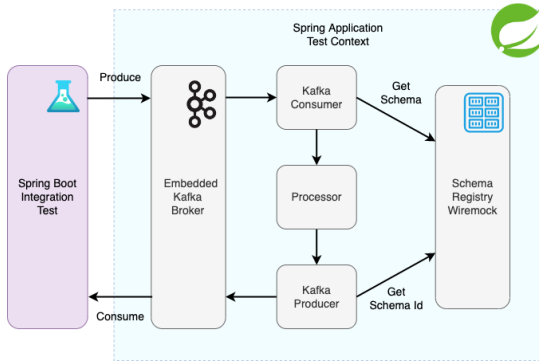 Spring Application
Test Context
Produce
Kafka
Consumer
Get
Schema
Spring Boot
Integration
Test
Embedded
Kafka
Broker
Processor
Schema
Registry
Wiremock
Kafka
Producer
Get
Schema Id
Consume